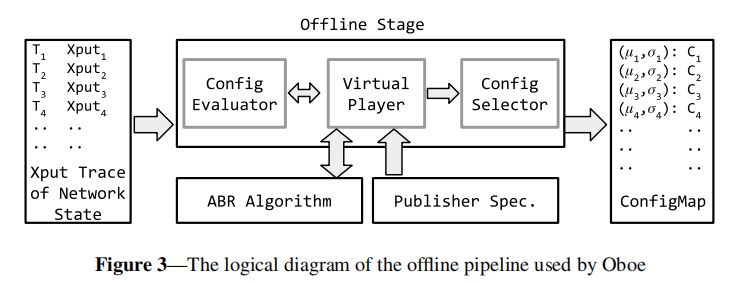 Offline Stage
T1 Xput1
T2 Xput2
T3 Xput3
T4 Xput4
.. ..
.. ..
Xput Trace
of Network
State
Config
Evaluator
Virtual
Player
Config
Selector
ABR Algorithm
Publisher Spec.
(μ1,σ1): C1
(μ2,σ2): C2
(μ3,σ3): C3
(μ4,σ4): C4
.. ..
.. ..
.. ..
ConfigMap
Figure 3—The logical diagram of the offline pipeline used by Oboe